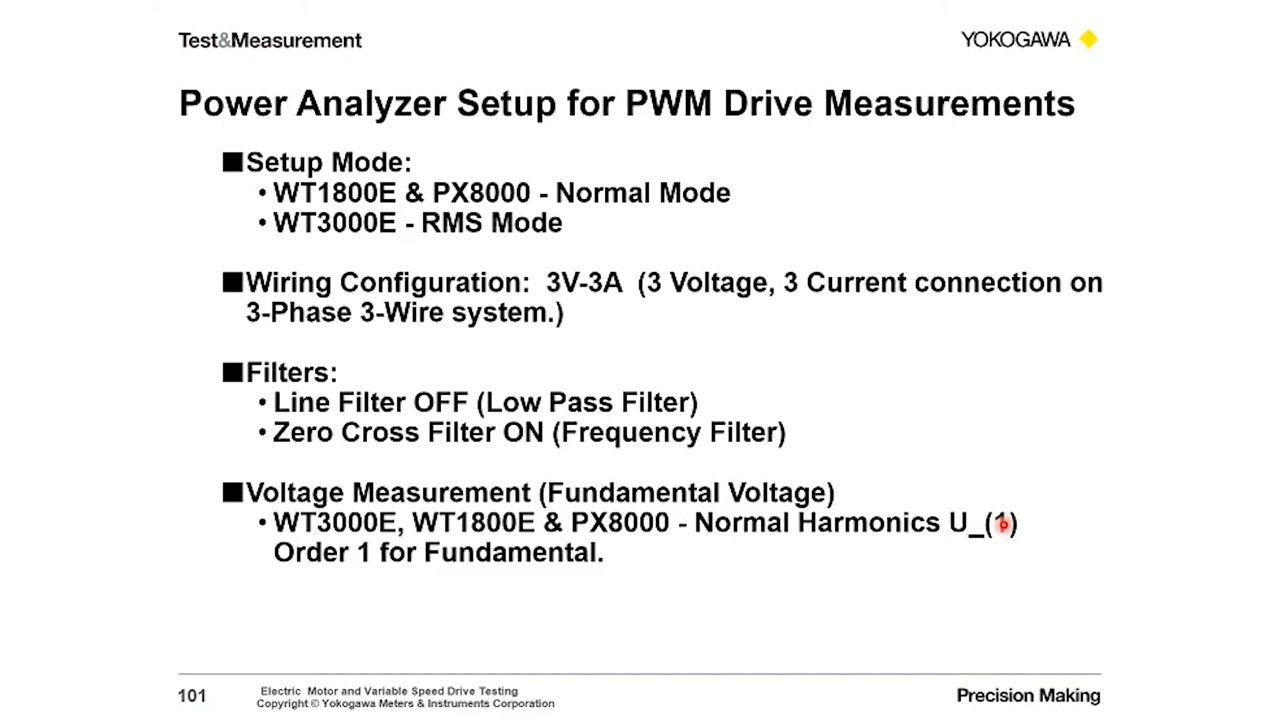 Test&Measurement
YOKOGAWA
Power Analyzer Setup for PWM Drive Measurements
■Setup Mode:
• WT1800E & PX8000 - Normal Mode
• WT3000E - RMS Mode
■Wiring Configuration:  3V-3A  (3 Voltage, 3 Current connection on
3-Phase 3-Wire system.)
■Filters:
• Line Filter OFF (Low Pass Filter)
• Zero Cross Filter ON (Frequency Filter)
■Voltage Measurement (Fundamental Voltage)
• WT3000E, WT1800E & PX8000 - Normal Harmonics U_(1)
Order 1 for Fundamental.
101
Electric  Motor and Variable Speed Drive Testing
Copyright © Yokogawa Meters & Instruments Corporation
Precision Making